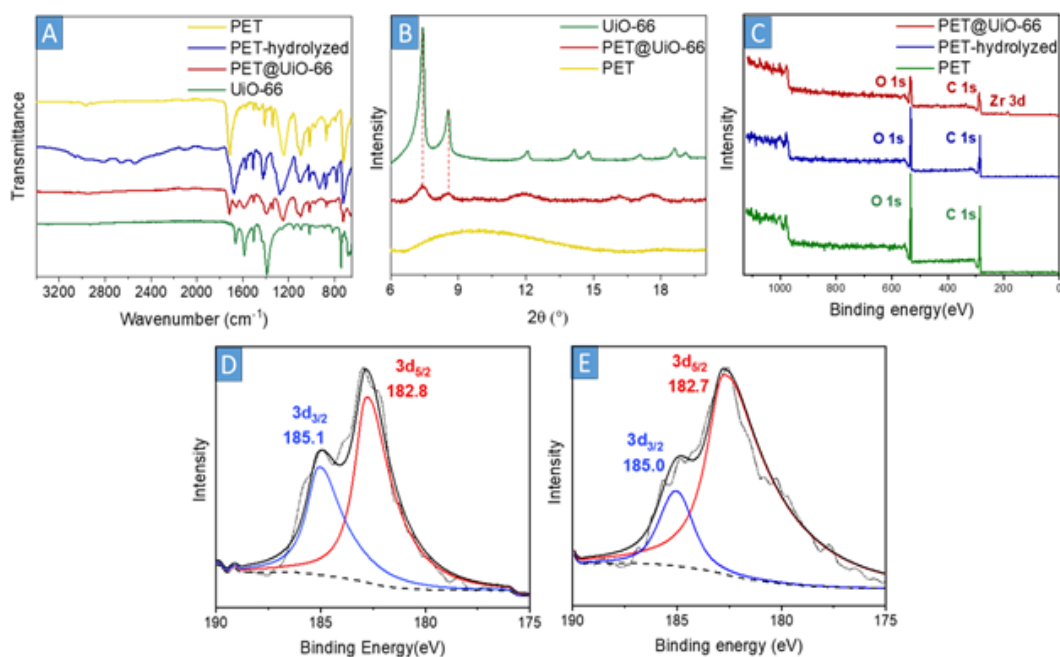 A
PET
PET-hydrolyzed
PET@UiO-66
UiO-66
Transmittance
3200 2800 2400 2000 1600 1200 800
Wavenumber (cm⁻¹)
B
UiO-66
PET@UiO-66
PET
Intensity
6 9 12 15 18
2θ (°)
C
PET@UiO-66
PET-hydrolyzed
PET
O 1s
C 1s
Zr 3d
O 1s
C 1s
O 1s
C 1s
Intensity
1000 800 600 400 200 0
Binding energy(eV)
D
3d₅/₂
182.8
3d₃/₂
185.1
Intensity
190 185 180 175
Binding Energy(eV)
E
3d₅/₂
182.7
3d₃/₂
185.0
Intensity
190 185 180 175
Binding energy (eV)